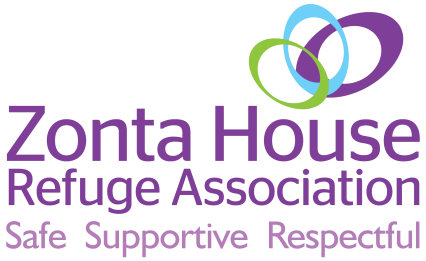 Zonta House
Refuge Association
Safe Supportive Respectful